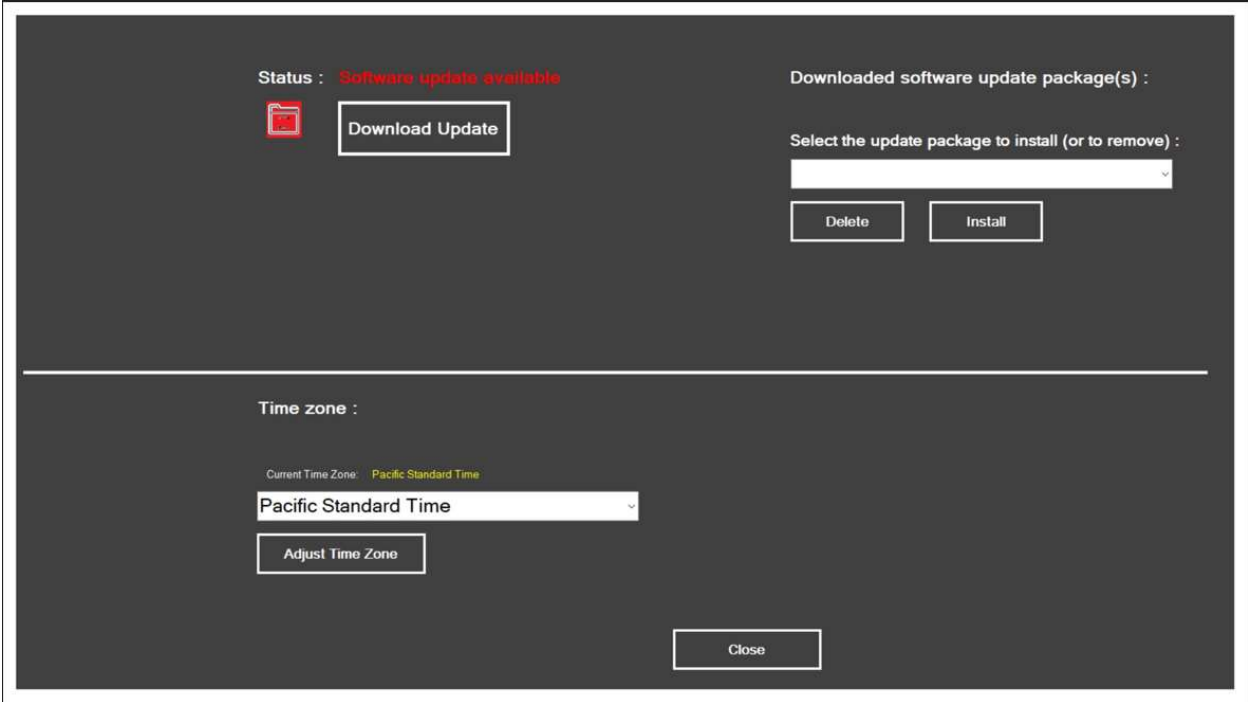 Status : Software update available
Download Update
Downloaded software update package(s) :
Select the update package to install (or to remove) :
Delete
Install
Time zone :
Current Time Zone: Pacific Standard Time
Pacific Standard Time
Adjust Time Zone
Close